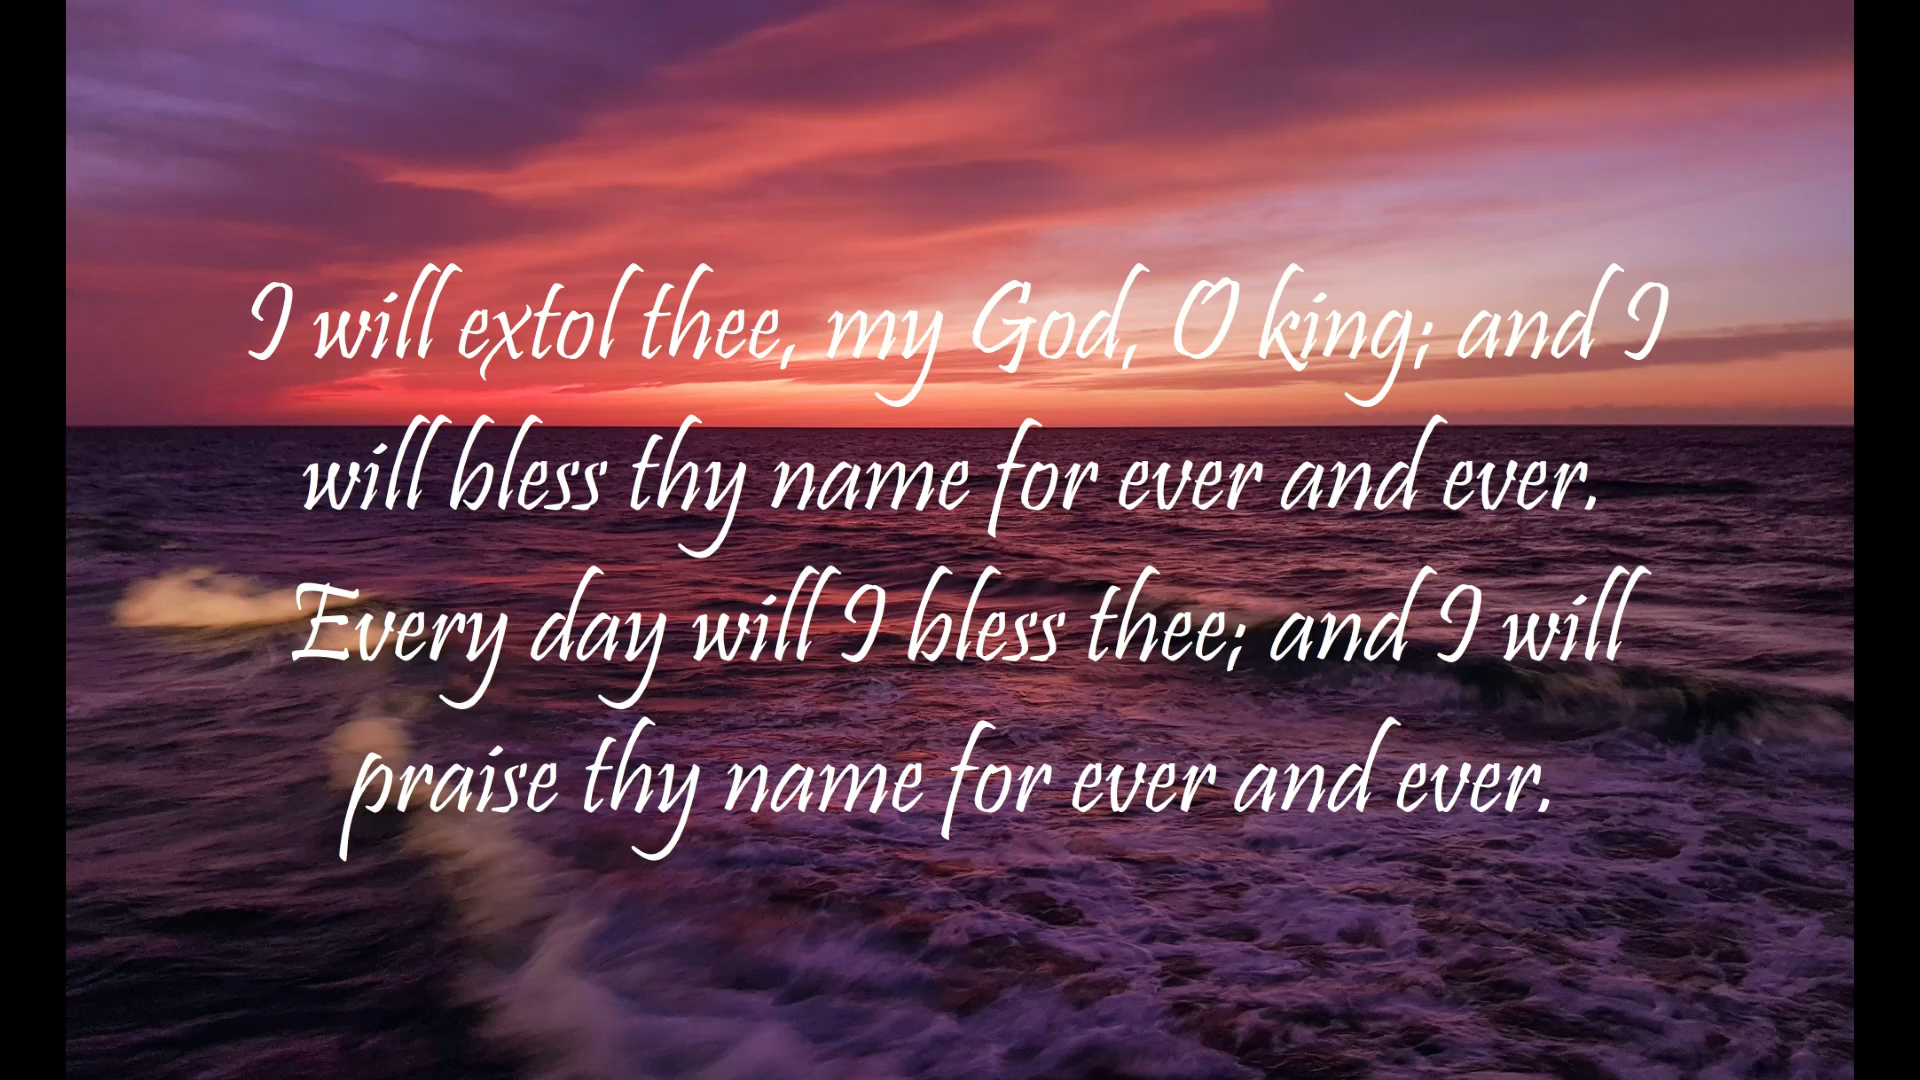 I will extol thee, my God, O king; and I
will bless thy name for ever and ever.
Every day will I bless thee; and I will
praise thy name for ever and ever.